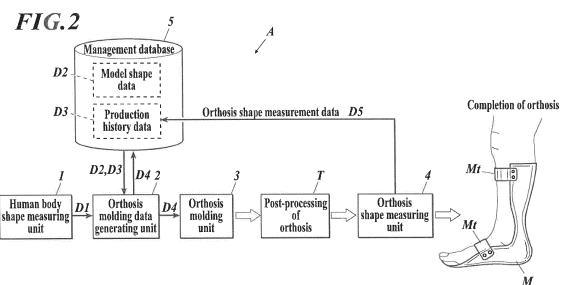 FIG.2
5
A
Management database
D2
Model shape
data
D3
Production
history data
Orthosis shape measurement data D5
Completion of orthosis
D2,D3
D4
Mt
1
2
3
T
4
Human body
shape measuring
unit
D1
Orthosis
molding data
generating unit
D4
Orthosis
molding
unit
Post-processing
of
orthosis
Orthosis
shape measuring
unit
Mt
M